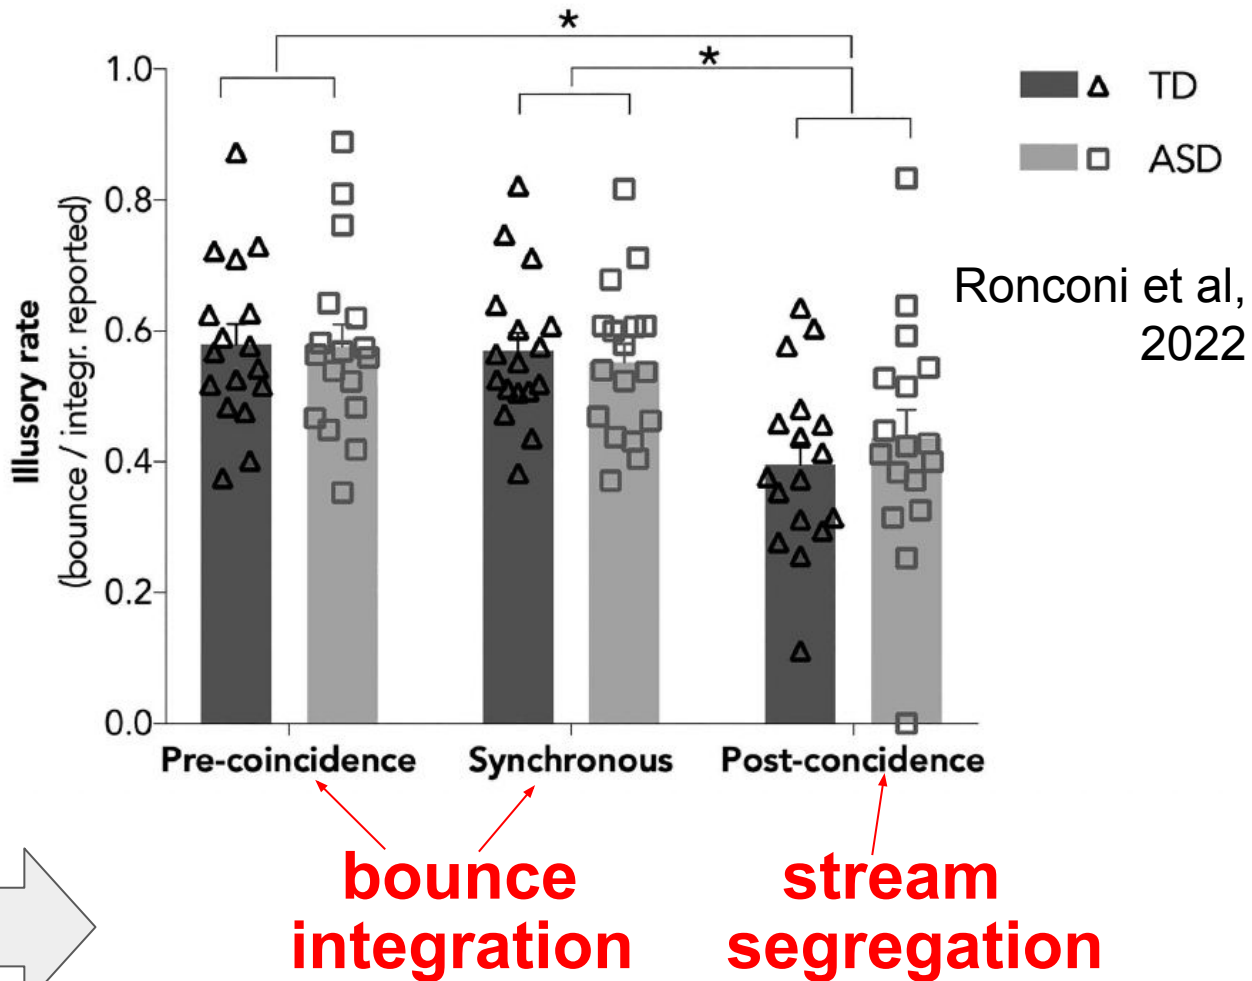 *
*
1.0
0.8
0.6
0.4
0.2
0.0
Illusory rate
(bounce / integr. reported)
TD
ASD
Ronconi et al,
2022
Pre-coincidence Synchronous Post-concidence
bounce stream
integration segregation